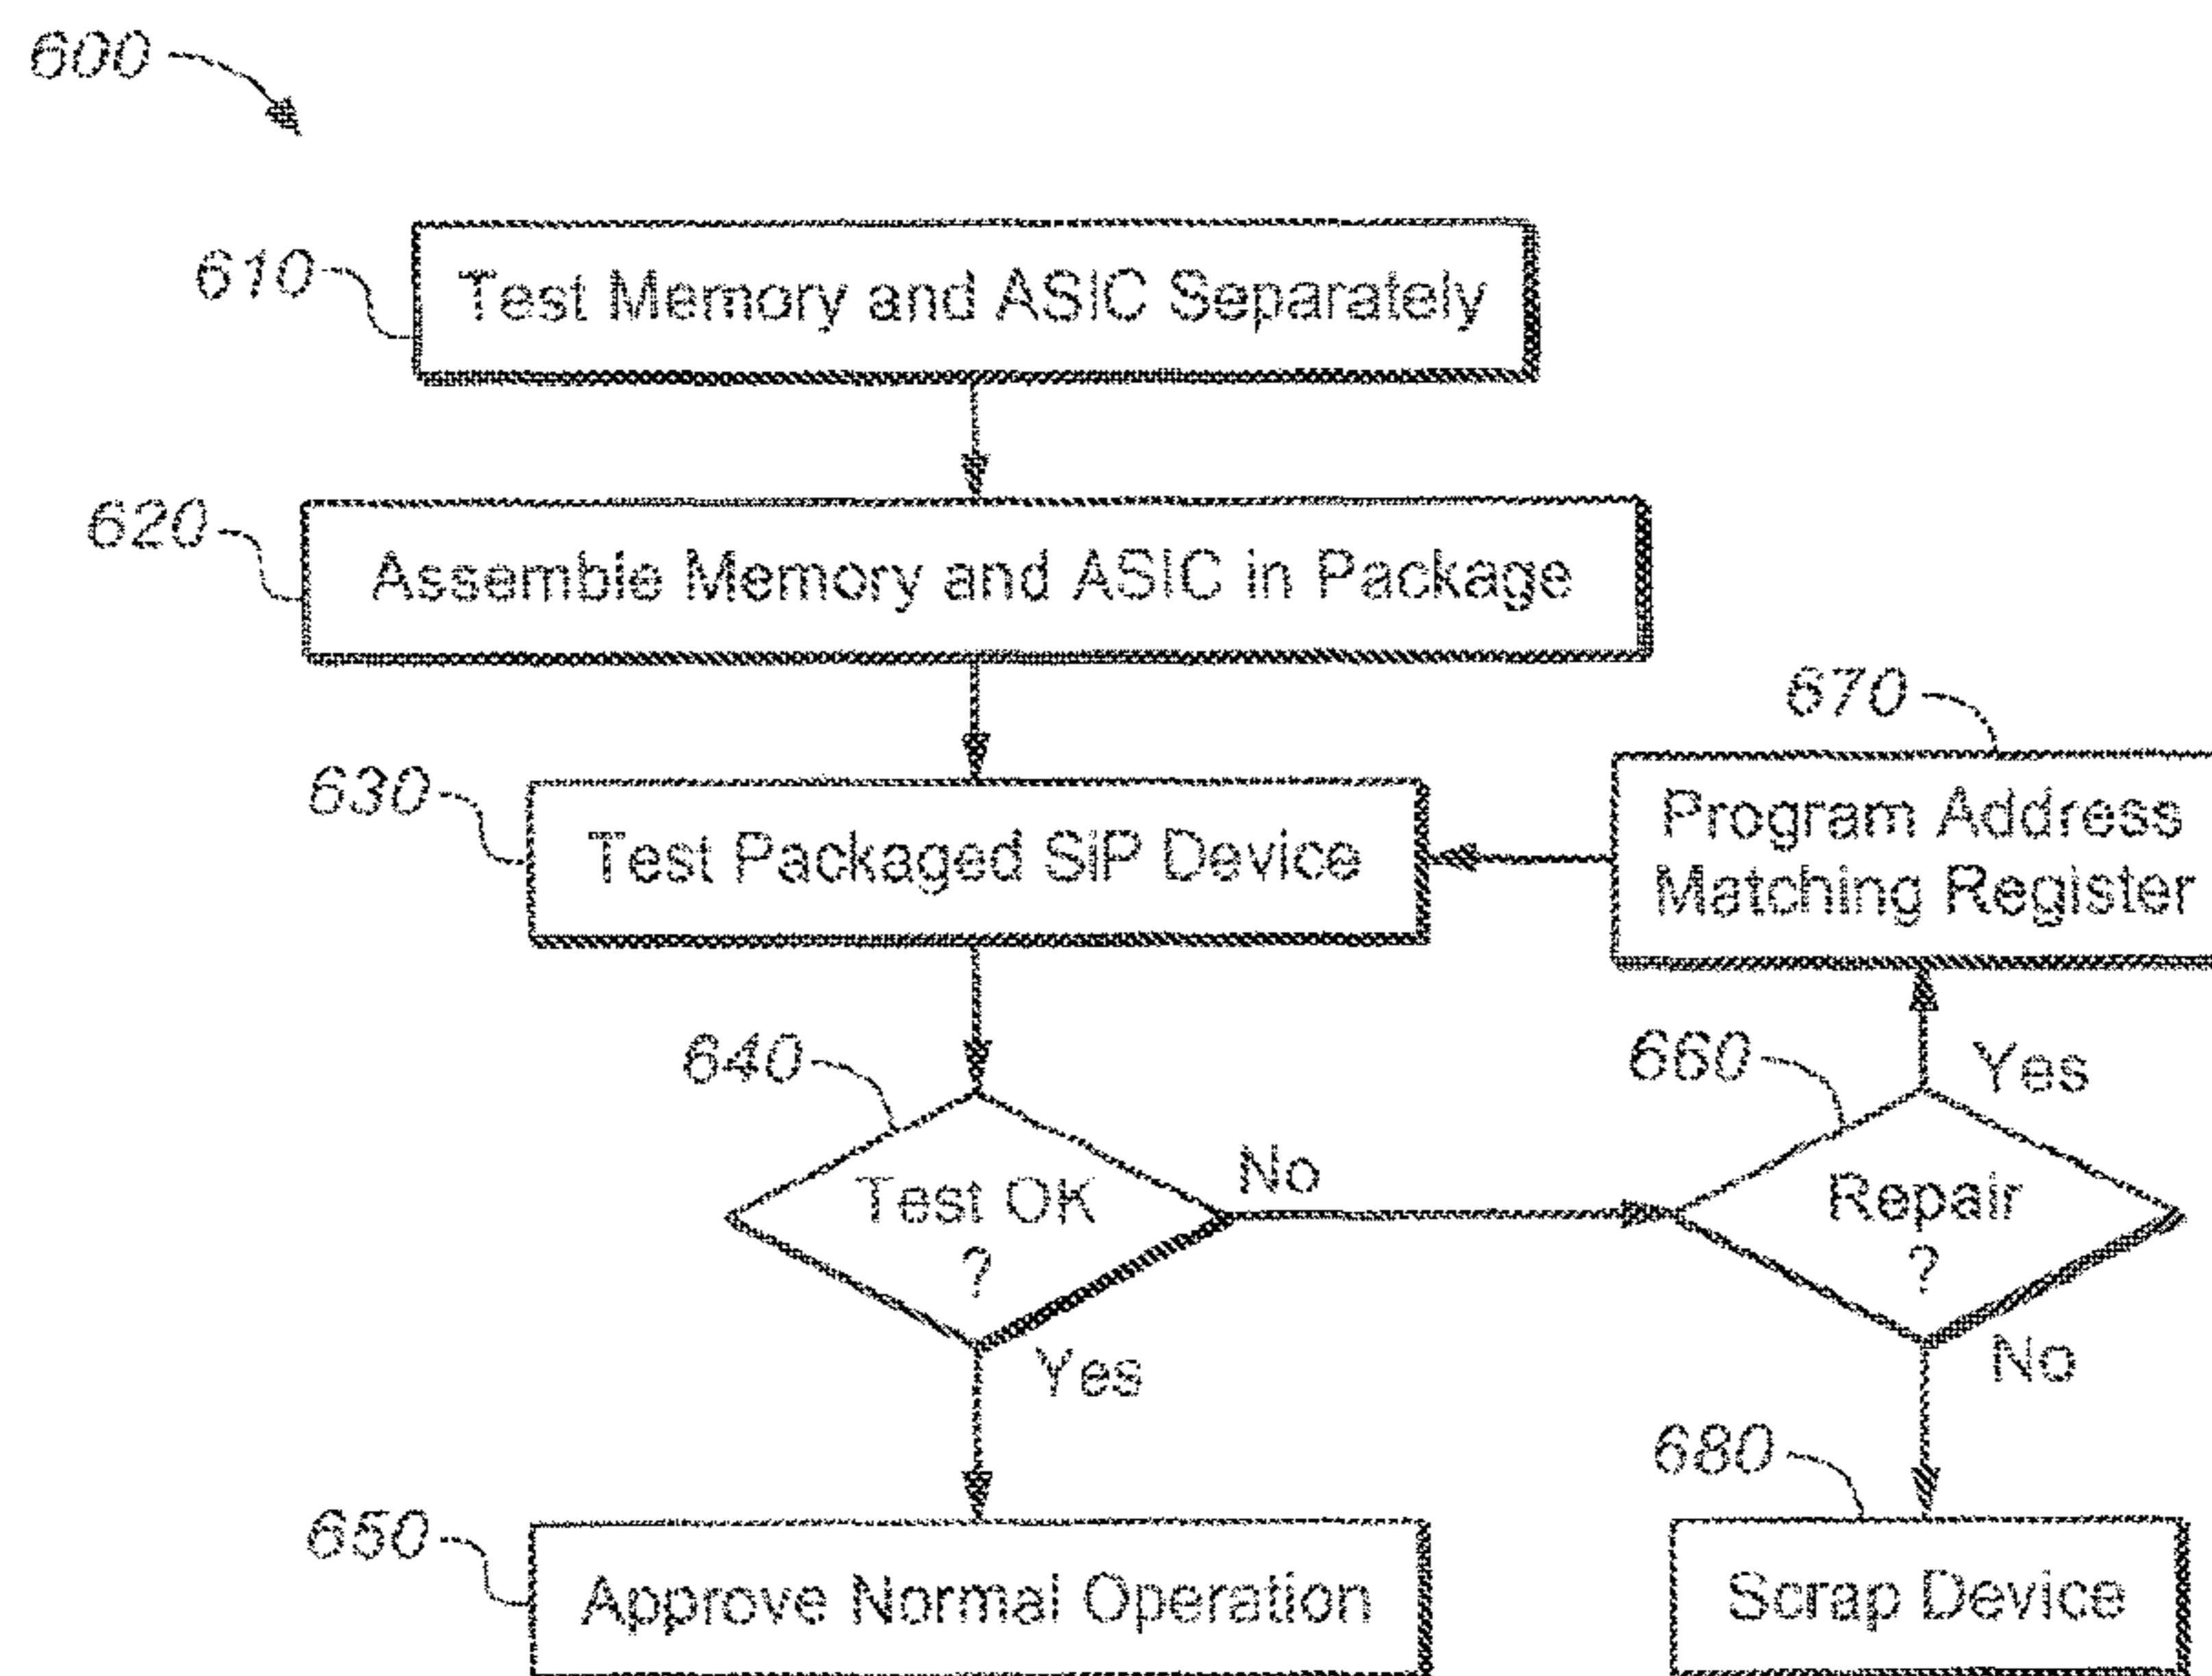 600
610
Test Memory and ASIC Separately
620
Assemble Memory and ASIC in Package
630
Test Packaged SiP Device
670
Program Address
Matching Register
640
Test OK
?
No
Yes
660
Repair
?
Yes
No
650
Approve Normal Operation
680
Scrap Device